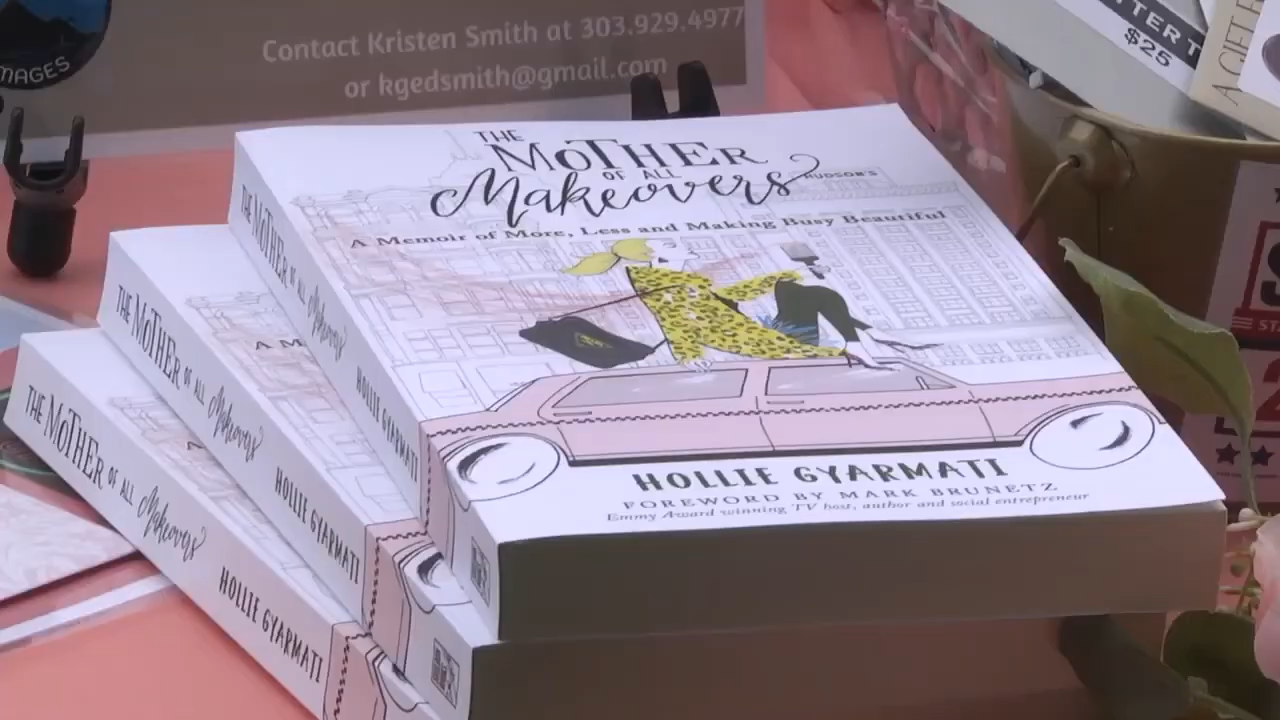 MAGES
Contact Kristen Smith at 303.929.4977
or kgedsmith@gmail.com
TTER T
$25
A GIFT F
THE
MOTHER
OF ALL
Makeovers
HUDSON'S
A Memoir of More, Less and Making Busy Beautiful
HOLLIE GYARMATI
FOREWORD BY MARK BRUNETZ
Emmy Award winning TV host, author and social entrepreneur
THE MOTHER OF ALL Makeovers HOLLIE GYARMATI
A M
THE MOTHER OF ALL Makeovers HOLLIE GYARMATI
A
THE MOTHER OF ALL Makeovers HOLLIE GYARMATI